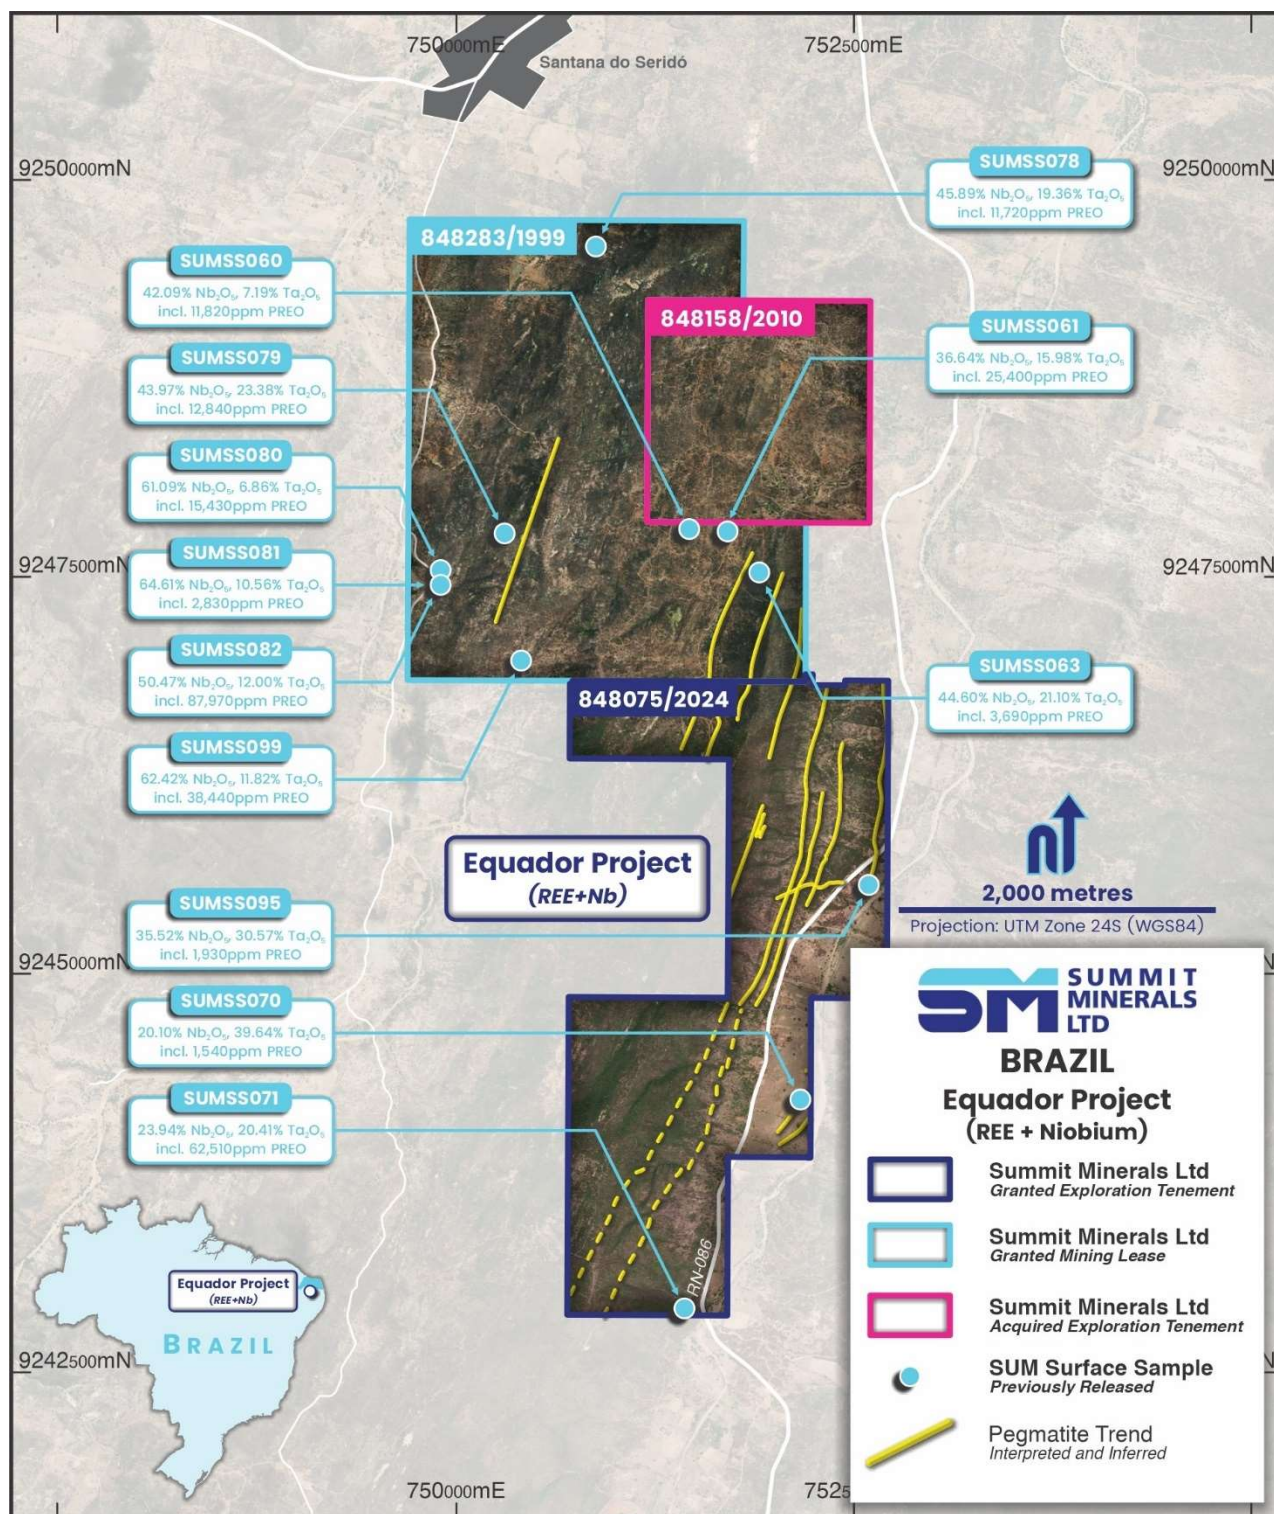 750000mE
752500mE
Santana do Seridó
9250000mN
9250000mN
SUMSS078
45.89% Nb₂O₅, 19.36% Ta₂O₅
incl. 11,720ppm PREO
848283/1999
SUMSS060
42.09% Nb₂O₅, 7.19% Ta₂O₅
incl. 11,820ppm PREO
848158/2010
SUMSS061
36.64% Nb₂O₅, 15.98% Ta₂O₅
incl. 25,400ppm PREO
SUMSS079
43.97% Nb₂O₅, 23.38% Ta₂O₅
incl. 12,840ppm PREO
SUMSS080
61.09% Nb₂O₅, 6.86% Ta₂O₅
incl. 15,430ppm PREO
9247500mN
9247500mN
SUMSS081
64.61% Nb₂O₅, 10.56% Ta₂O₅
incl. 2,830ppm PREO
SUMSS082
50.47% Nb₂O₅, 12.00% Ta₂O₅
incl. 87,970ppm PREO
SUMSS063
44.60% Nb₂O₅, 21.10% Ta₂O₅
incl. 3,690ppm PREO
848075/2024
SUMSS099
62.42% Nb₂O₅, 11.82% Ta₂O₅
incl. 38,440ppm PREO
Equador Project
(REE+Nb)
n
2,000 metres
Projection: UTM Zone 24S (WGS84)
SUMSS095
35.52% Nb₂O₅, 30.57% Ta₂O₅
incl. 1,930ppm PREO
9245000mN
SUMSS070
20.10% Nb₂O₅, 39.64% Ta₂O₅
incl. 1,540ppm PREO
SUMSS071
23.94% Nb₂O₅, 20.41% Ta₂O₅
incl. 62,510ppm PREO
RN-086
Equador Project
(REE+Nb)
BRAZIL
9242500mN
750000mE
SM SUMMIT
MINERALS
LTD
BRAZIL
Equador Project
(REE + Niobium)
Summit Minerals Ltd
Granted Exploration Tenement
Summit Minerals Ltd
Granted Mining Lease
Summit Minerals Ltd
Acquired Exploration Tenement
SUM Surface Sample
Previously Released
Pegmatite Trend
Interpreted and Inferred